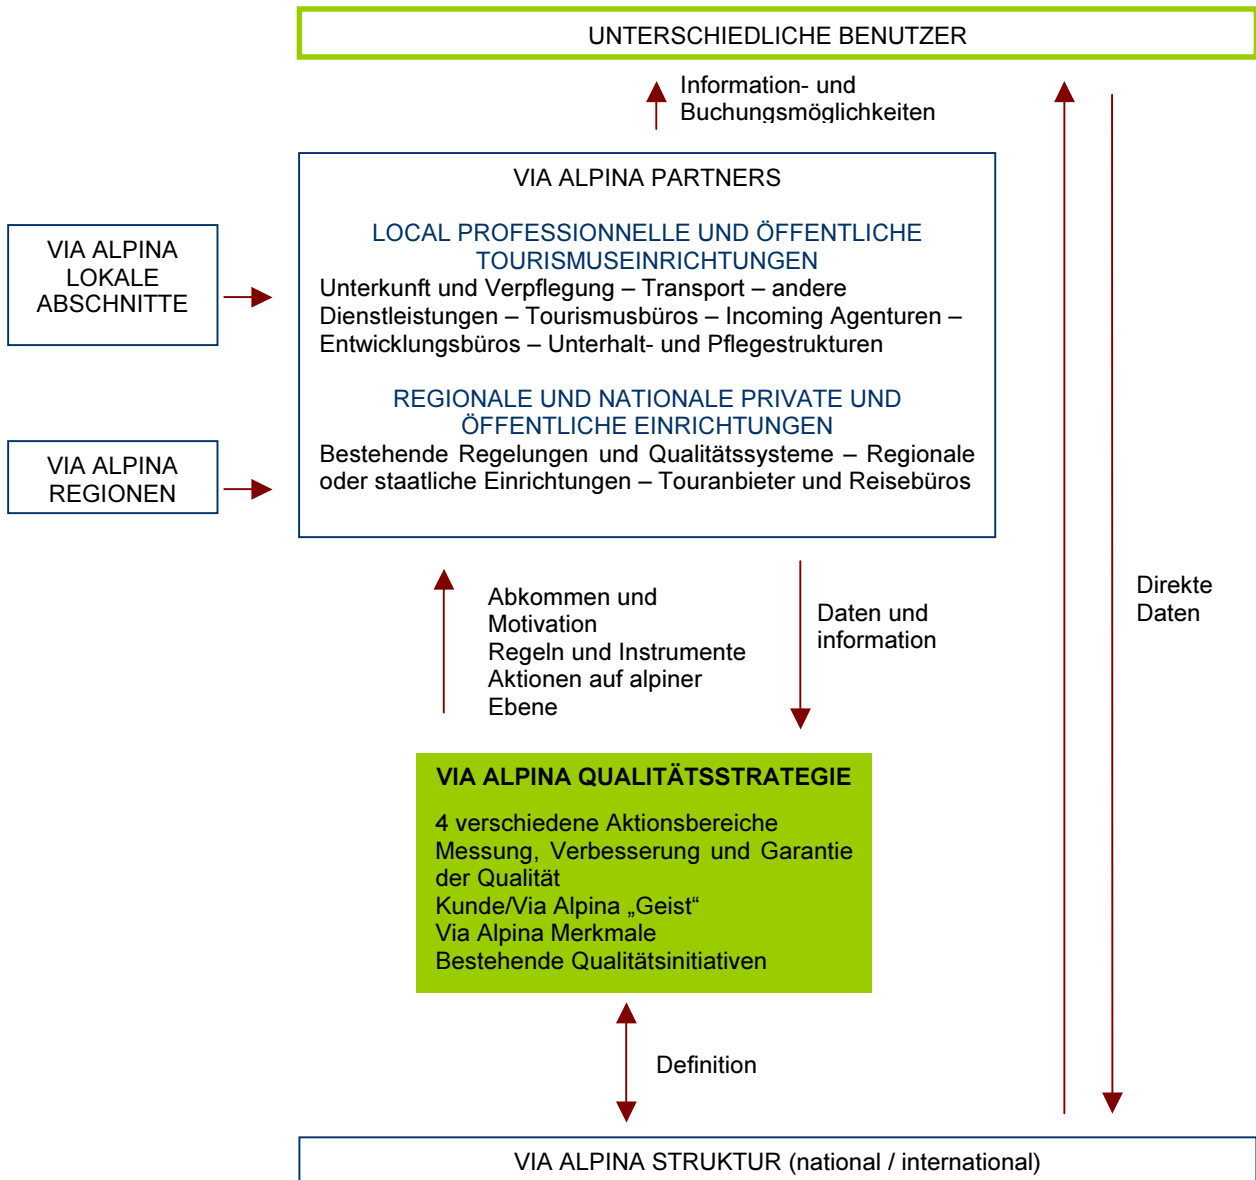 UNTERSCHIEDLICHE BENUTZER
Information- und
Buchungsmöglichkeiten
VIA ALPINA PARTNERS
LOCAL PROFESSIONNELLE UND ÖFFENTLICHE
TOURISMUSEINRICHTUNGEN
Unterkunft und Verpflegung – Transport – andere
Dienstleistungen – Tourismusbüros – Incoming Agenturen –
Entwicklungsbüros – Unterhalt- und Pflegestrukturen
REGIONALE UND NATIONALE PRIVATE UND
ÖFFENTLICHE EINRICHTUNGEN
Bestehende Regelungen und Qualitätssysteme – Regionale
oder staatliche Einrichtungen – Touranbieter und Reisebüros
VIA ALPINA
LOKALE
ABSCHNITTE
VIA ALPINA
REGIONEN
Abkommen und
Motivation
Regeln und Instrumente
Aktionen auf alpiner
Ebene
Daten und
information
Direkte
Daten
VIA ALPINA QUALITÄTSSTRATEGIE
4 verschiedene Aktionsbereiche
Messung, Verbesserung und Garantie
der Qualität
Kunde/Via Alpina „Geist“
Via Alpina Merkmale
Bestehende Qualitätsinitiativen
Definition
VIA ALPINA STRUKTUR (national / international)